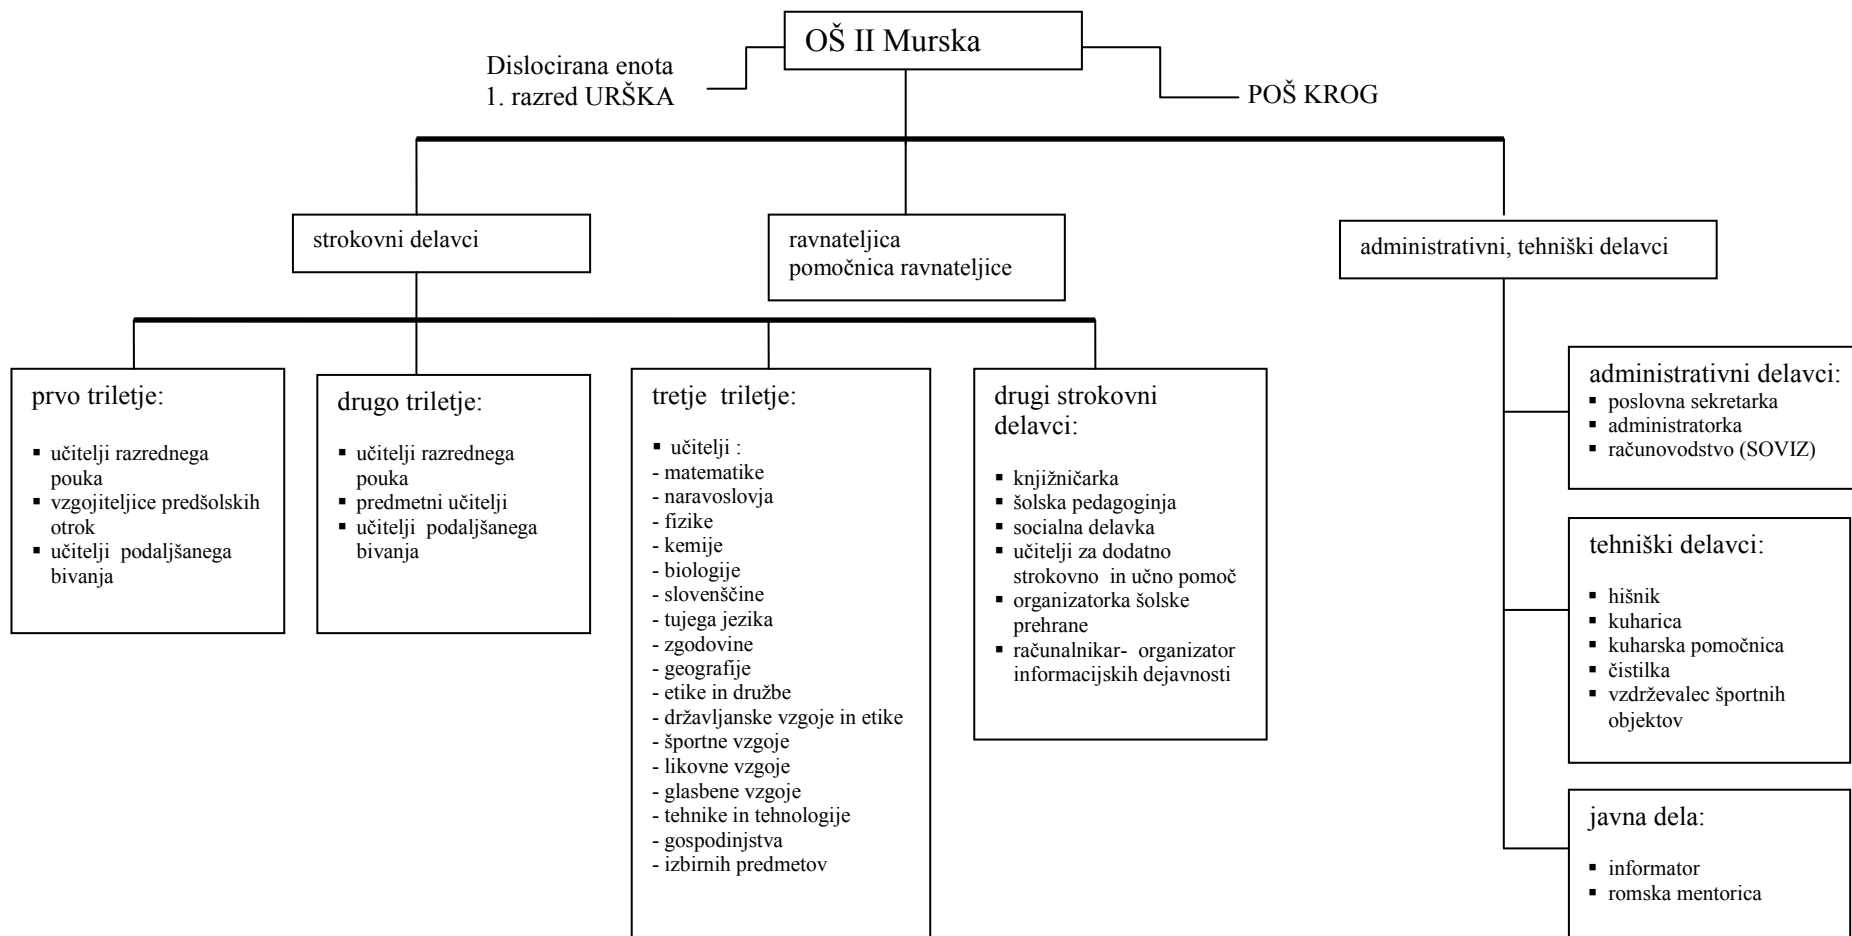 OŠ II Murska
Dislocirana enota
1. razred URŠKA
POŠ KROG
strokovni delavci
ravnateljica
pomočnica ravnateljice
administrativni, tehniški delavci
prvo triletje:
▪ učitelji razrednega
pouka
▪ vzgojiteljice predšolskih
otrok
▪ učitelji podaljšanega
bivanja
drugo triletje:
▪ učitelji razrednega
pouka
▪ predmetni učitelji
▪ učitelji podaljšanega
bivanja
tretje triletje:
▪ učitelji :
- matematike
- naravoslovja
- fizike
- kemije
- biologije
- slovenščine
- tujega jezika
- zgodovine
- geografije
- etike in družbe
- državljanske vzgoje in etike
- športne vzgoje
- likovne vzgoje
- glasbene vzgoje
- tehnike in tehnologije
- gospodinjstva
- izbirnih predmetov
drugi strokovni
delavci:
▪ knjižničarka
▪ šolska pedagoginja
▪ socialna delavka
▪ učitelji za dodatno
strokovno in učno pomoč
▪ organizatorka šolske
prehrane
▪ računalnikar- organizator
informacijskih dejavnosti
administrativni delavci:
▪ poslovna sekretarka
▪ administratorka
▪ računovodstvo (SOVIZ)
tehniški delavci:
▪ hišnik
▪ kuharica
▪ kuharska pomočnica
▪ čistilka
▪ vzdrževalec športnih
objektov
javna dela:
▪ informator
▪ romska mentorica